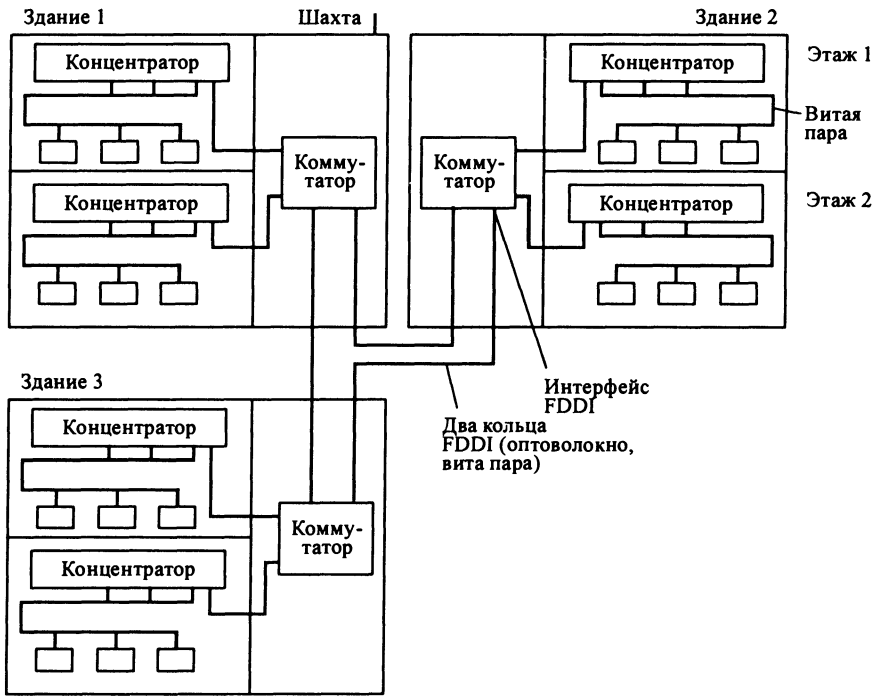 Здание 1
Шахта
Здание 2
Концентратор
Концентратор
Этаж 1
Витая
пара
Комму-
татор
Комму-
татор
Концентратор
Концентратор
Этаж 2
Здание 3
Интерфейс
FDDI
Концентратор
Два кольца
FDDI (оптоволокно,
вита пара)
Комму-
татор
Концентратор